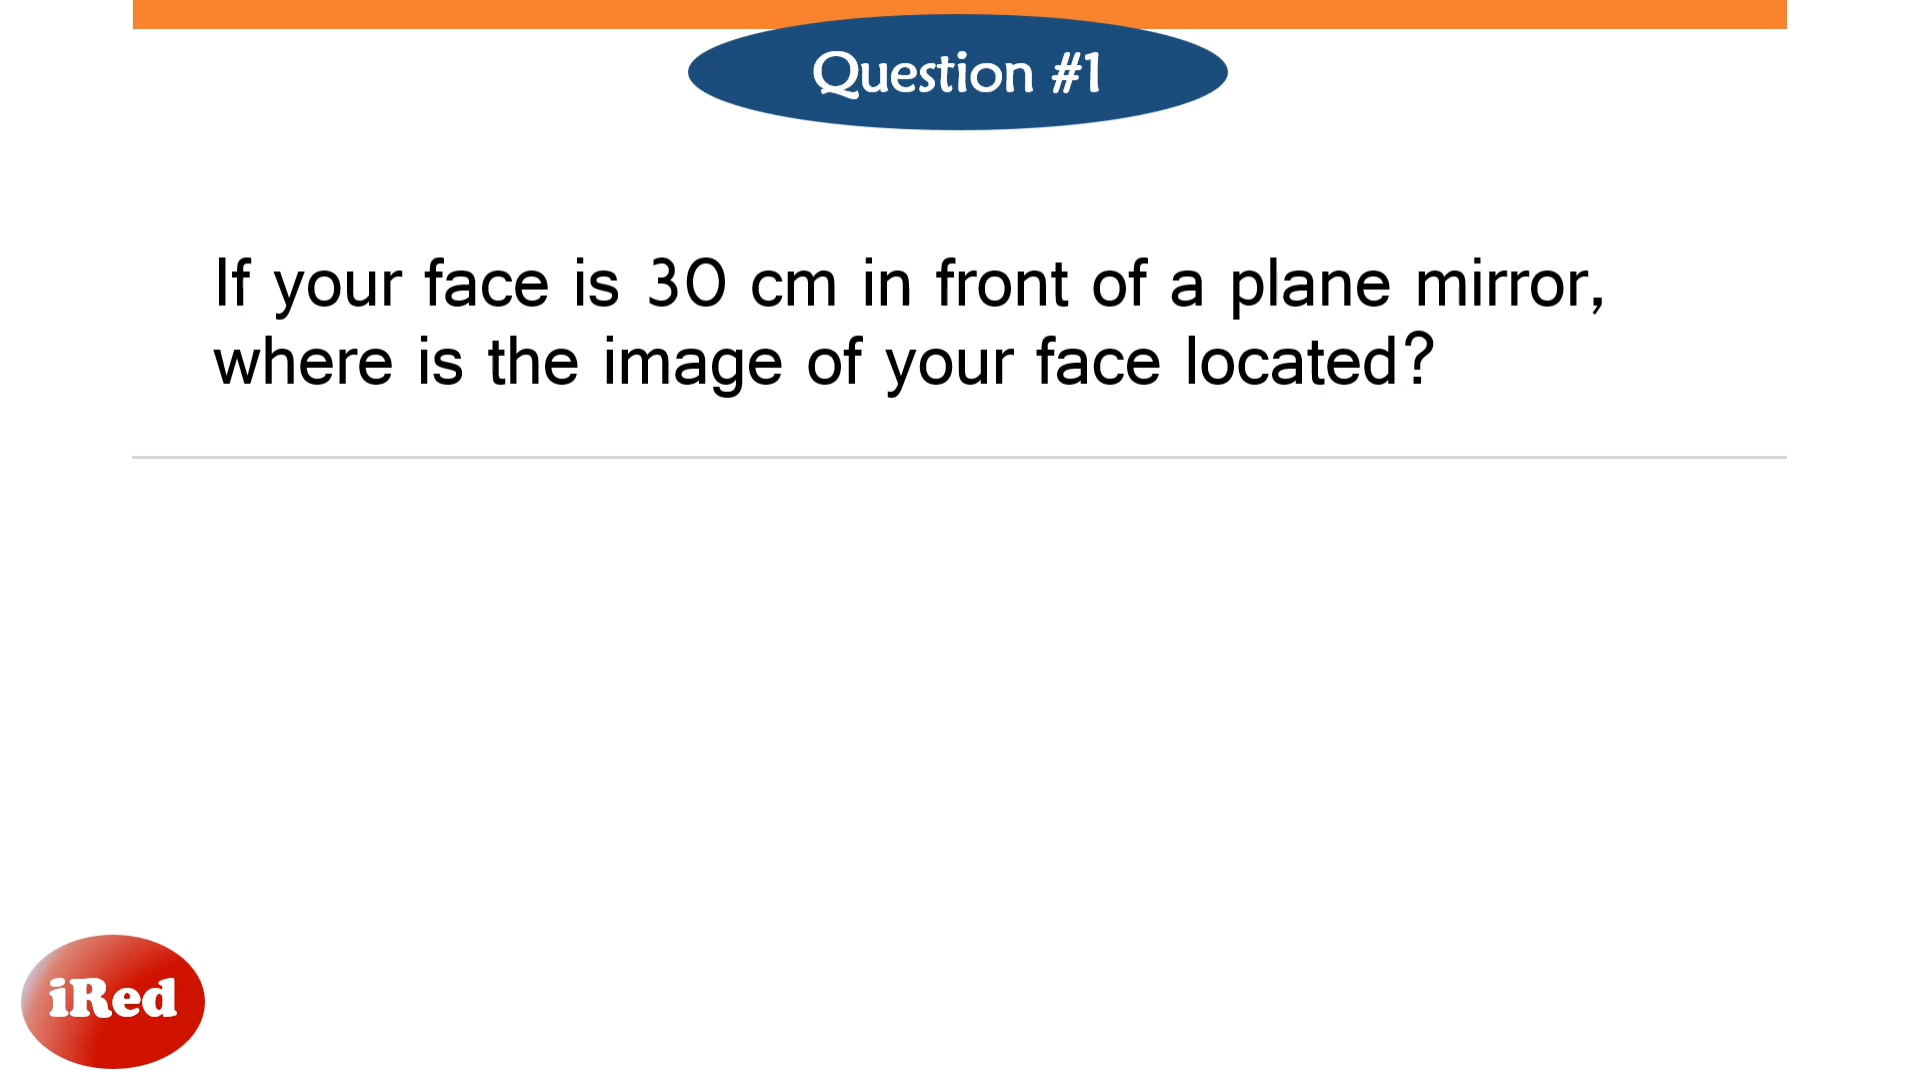 Question #1
If your face is 30 cm in front of a plane mirror,
where is the image of your face located?
iRed